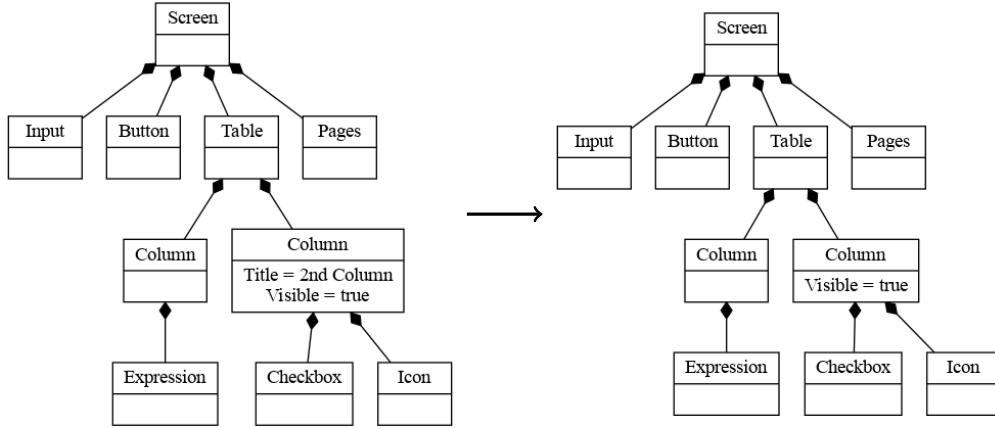 Screen
Input
Button
Table
Pages
Column
Column
Title = 2nd Column
Visible = true
Expression
Checkbox
Icon
Screen
Input
Button
Table
Pages
Column
Column
Visible = true
Expression
Checkbox
Icon